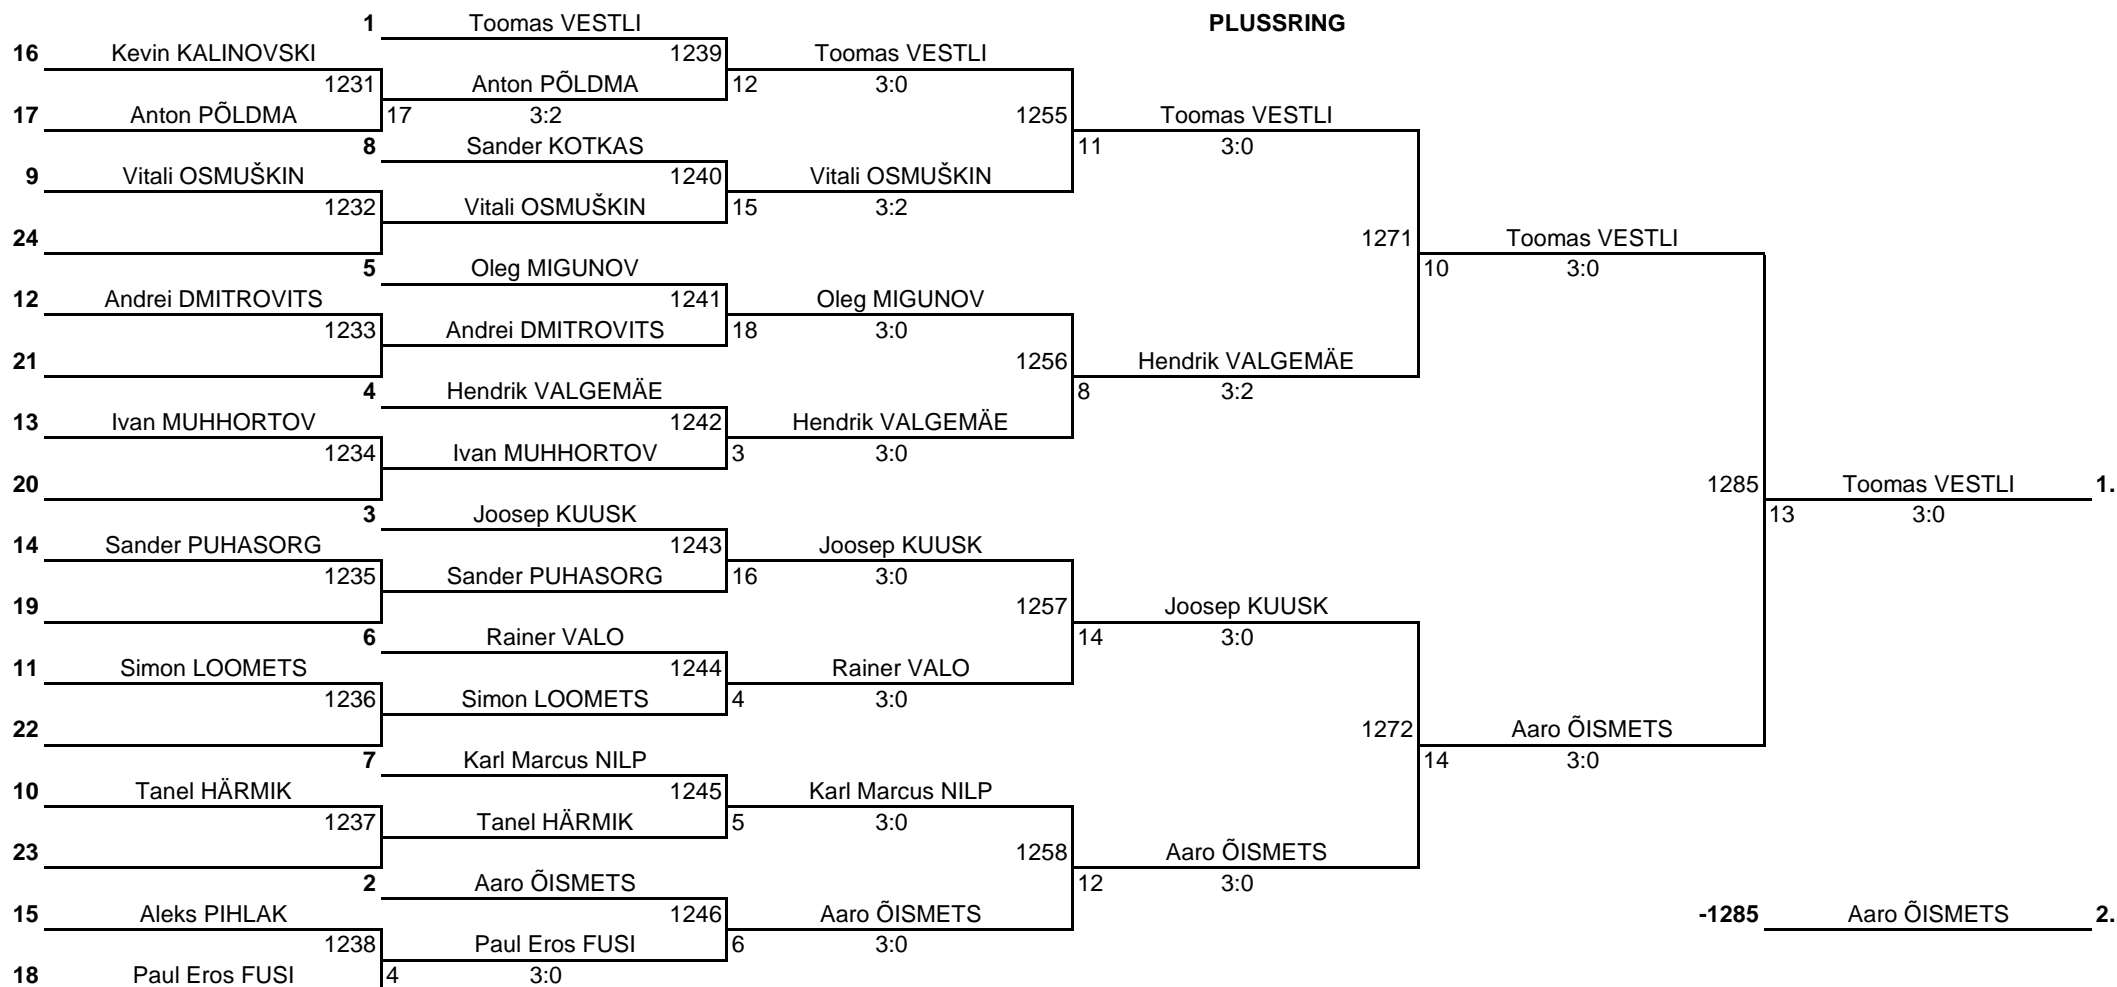 1 Toomas VESTLI PLUSSRING
16 Kevin KALINOVSKI 1239 Toomas VESTLI
1231 Anton PÕLDMA 12 3:0
17 Anton PÕLDMA 17 3:2 1255 Toomas VESTLI
8 Sander KOTKAS 11 3:0
9 Vitali OSMUŠKIN 1240 Vitali OSMUŠKIN
1232 Vitali OSMUŠKIN 15 3:2
24 1271 Toomas VESTLI
5 Oleg MIGUNOV 10 3:0
12 Andrei DMITROVITS 1241 Oleg MIGUNOV
1233 Andrei DMITROVITS 18 3:0
21 1256 Hendrik VALGEMÄE
4 Hendrik VALGEMÄE 8 3:2
13 Ivan MUHHORTOV 1242 Hendrik VALGEMÄE
1234 Ivan MUHHORTOV 3 3:0
20 1285 Toomas VESTLI 1.
3 Joosep KUUSK 13 3:0
14 Sander PUHASORG 1243 Joosep KUUSK
1235 Sander PUHASORG 16 3:0
19 1257 Joosep KUUSK
6 Rainer VALO 14 3:0
11 Simon LOOMETS 1244 Rainer VALO
1236 Simon LOOMETS 4 3:0
22 1272 Aaro ÕISMETS
7 Karl Marcus NILP 14 3:0
10 Tanel HÄRMIK 1245 Karl Marcus NILP
1237 Tanel HÄRMIK 5 3:0
23 1258 Aaro ÕISMETS
2 Aaro ÕISMETS 12 3:0
15 Aleks PIHLAK 1246 Aaro ÕISMETS -1285 Aaro ÕISMETS 2.
1238 Paul Eros FUSI 6 3:0
18 Paul Eros FUSI 4 3:0